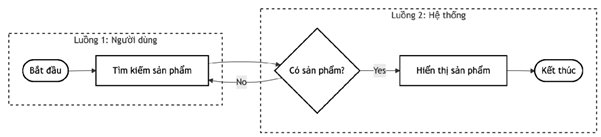 Luồng 1: Người dùng
Bắt đầu
Tìm kiếm sản phẩm
No
Luồng 2: Hệ thống
Có sản phẩm?
Yes
Hiển thị sản phẩm
Kết thúc